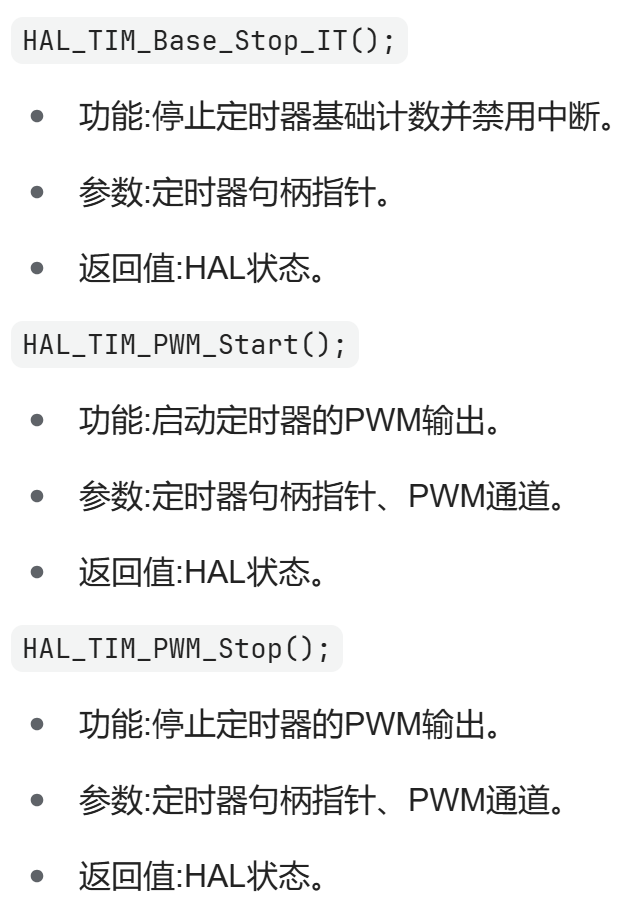 HAL_TIM_Base_Stop_IT();
• 功能:停止定时器基础计数并禁用中断。
• 参数:定时器句柄指针。
• 返回值:HAL状态。
HAL_TIM_PWM_Start();
• 功能:启动定时器的PWM输出。
• 参数:定时器句柄指针、PWM通道。
• 返回值:HAL状态。
HAL_TIM_PWM_Stop();
• 功能:停止定时器的PWM输出。
• 参数:定时器句柄指针、PWM通道。
• 返回值:HAL状态。